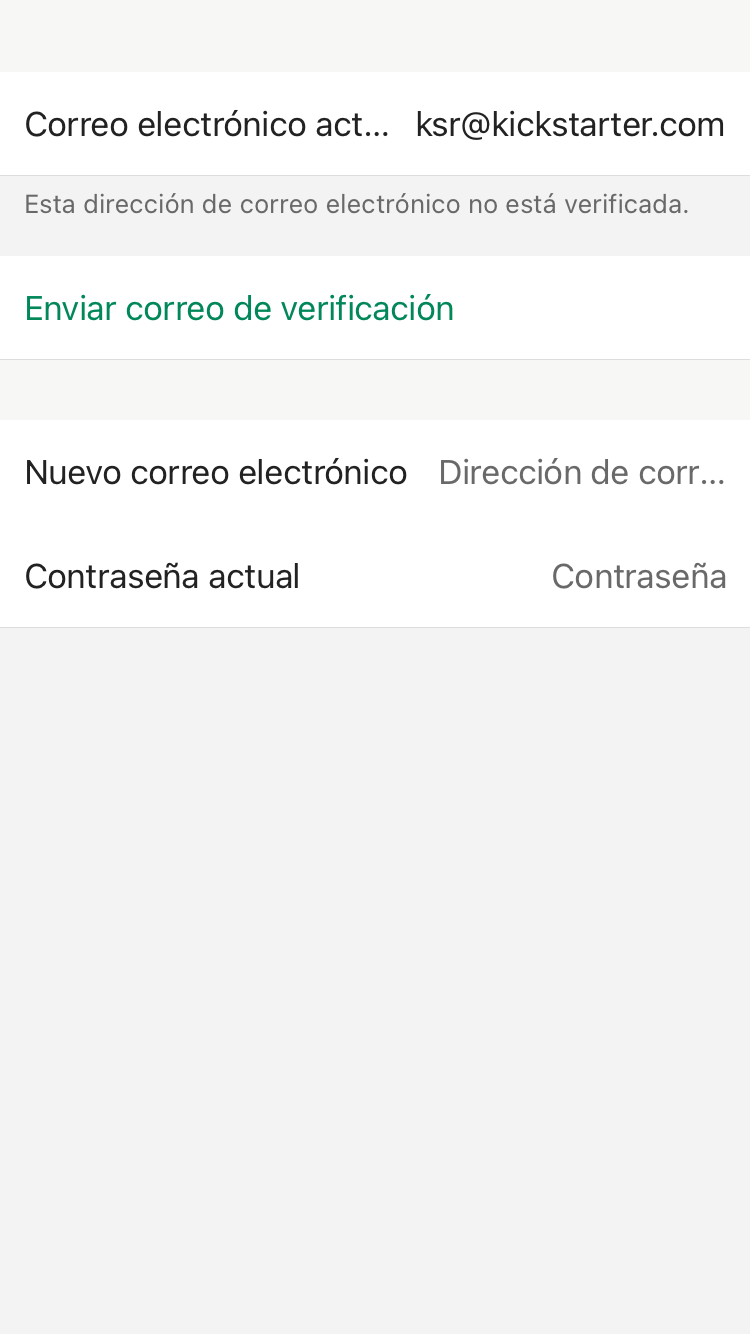 Correo electrónico act... ksr@kickstarter.com
Esta dirección de correo electrónico no está verificada.
Enviar correo de verificación
Nuevo correo electrónico Dirección de corr...
Contraseña actual Contraseña